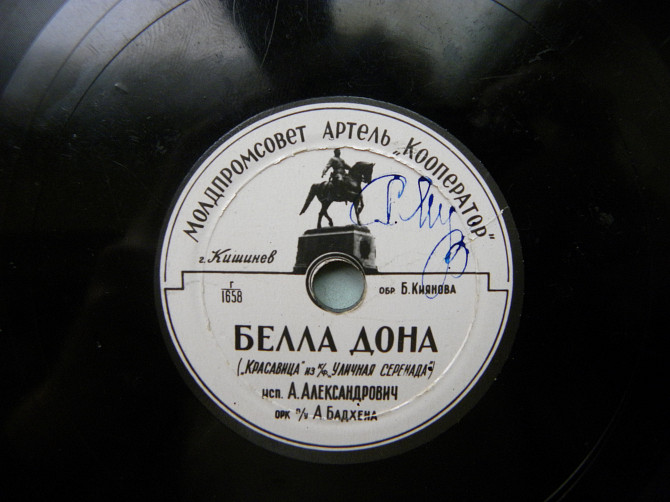 МОЛДПРОМСОВЕТ АРТЕЛЬ „КООПЕРАТОР"
г. Кишинев
г
1658
ОБР Б. КИЯНОВА
БЕЛЛА ДОНА
(„КРАСАВИЦА" ИЗ К/Ф „УЛИЧНАЯ СЕРЕНАДА")
ИСП. А. АЛЕКСАНДРОВИЧ
ОРК П/У А. БАДХЕНА